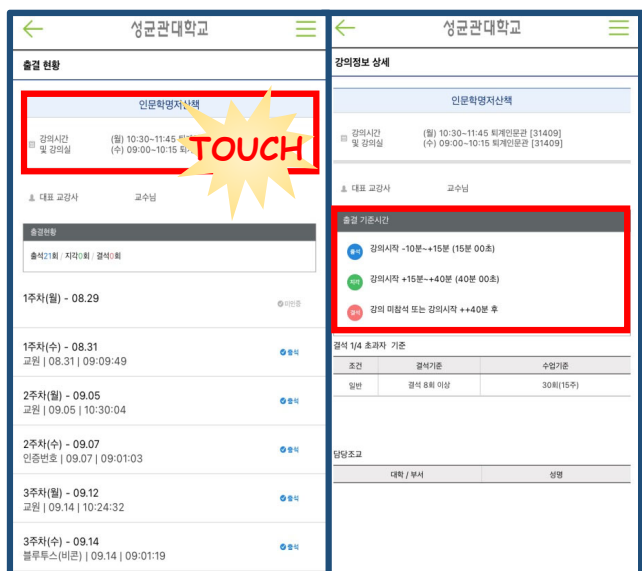 성균관대학교
출결 현황
인문학명저산책
강의시간 및 강의실
(월) 10:30~11:45
(수) 09:00~10:15
TOUCH
대표 교강사 교수님
출결현황
출석21회 / 지각0회 / 결석0회
1주차(월) - 08.29
미인증
1주차(수) - 08.31
교원 | 08.31 | 09:09:49
출석
2주차(월) - 09.05
교원 | 09.05 | 10:30:04
출석
2주차(수) - 09.07
인증번호 | 09.07 | 09:01:03
출석
3주차(월) - 09.12
교원 | 09.14 | 10:24:32
출석
3주차(수) - 09.14
블루투스(비콘) | 09.14 | 09:01:19
출석
성균관대학교
강의정보 상세
인문학명저산책
강의시간 및 강의실
(월) 10:30~11:45 퇴계인문관 [31409]
(수) 09:00~10:15 퇴계인문관 [31409]
대표 교강사 교수님
출결 기준시간
출석 강의시작 -10분~+15분 (15분 00초)
지각 강의시작 +15분~+40분 (40분 00초)
결석 강의 미참석 또는 강의시작 ++40분 후
결석 1/4 초과자 기준
조건 결석기준 수업기준
일반 결석 8회 이상 30회(15주)
담당조교
대학 / 부서 성명